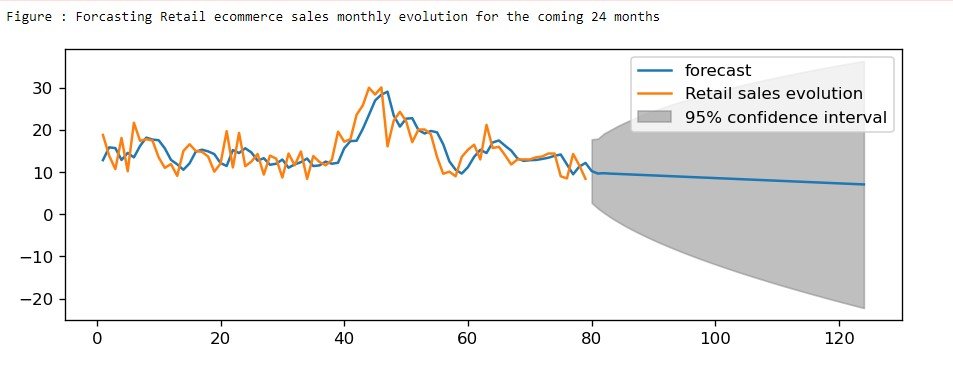 Figure : Forcasting Retail ecommerce sales monthly evolution for the coming 24 months
30
20
10
0
−10
−20
forecast
Retail sales evolution
95% confidence interval
0 20 40 60 80 100 120